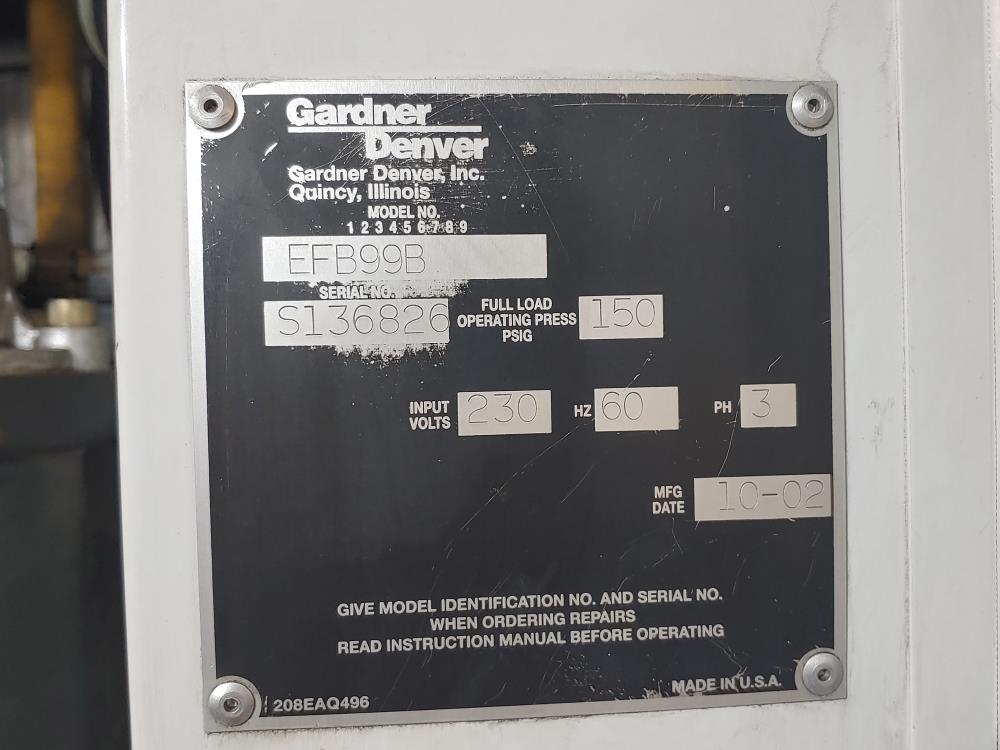 Gardner
Denver
Gardner Denver, Inc.
Quincy, Illinois
MODEL NO.
1 2 3 4 5 6 7 8 9
EFB99B
SERIAL NO.
S136826
FULL LOAD
OPERATING PRESS
PSIG
150
INPUT
VOLTS
230
HZ 60
PH 3
MFG
DATE
10-02
GIVE MODEL IDENTIFICATION NO. AND SERIAL NO.
WHEN ORDERING REPAIRS
READ INSTRUCTION MANUAL BEFORE OPERATING
208EAQ496
MADE IN U.S.A.